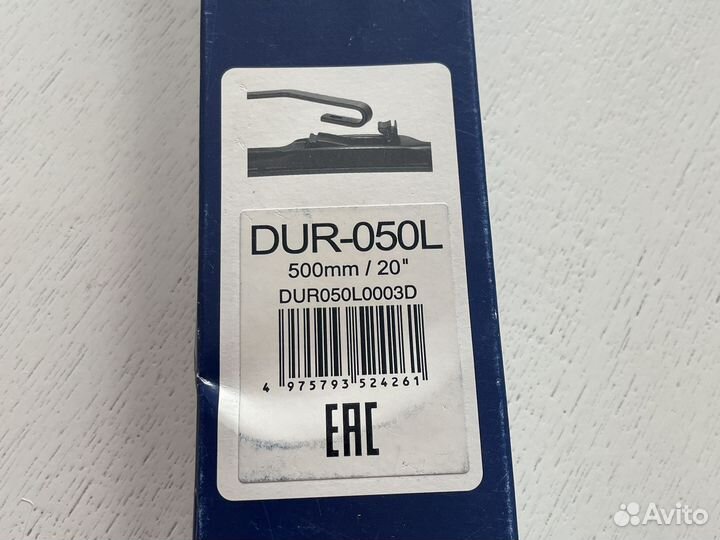 DUR-050L
500mm / 20"
DUR050L0003D
4 975793 524261
EAC
Avito